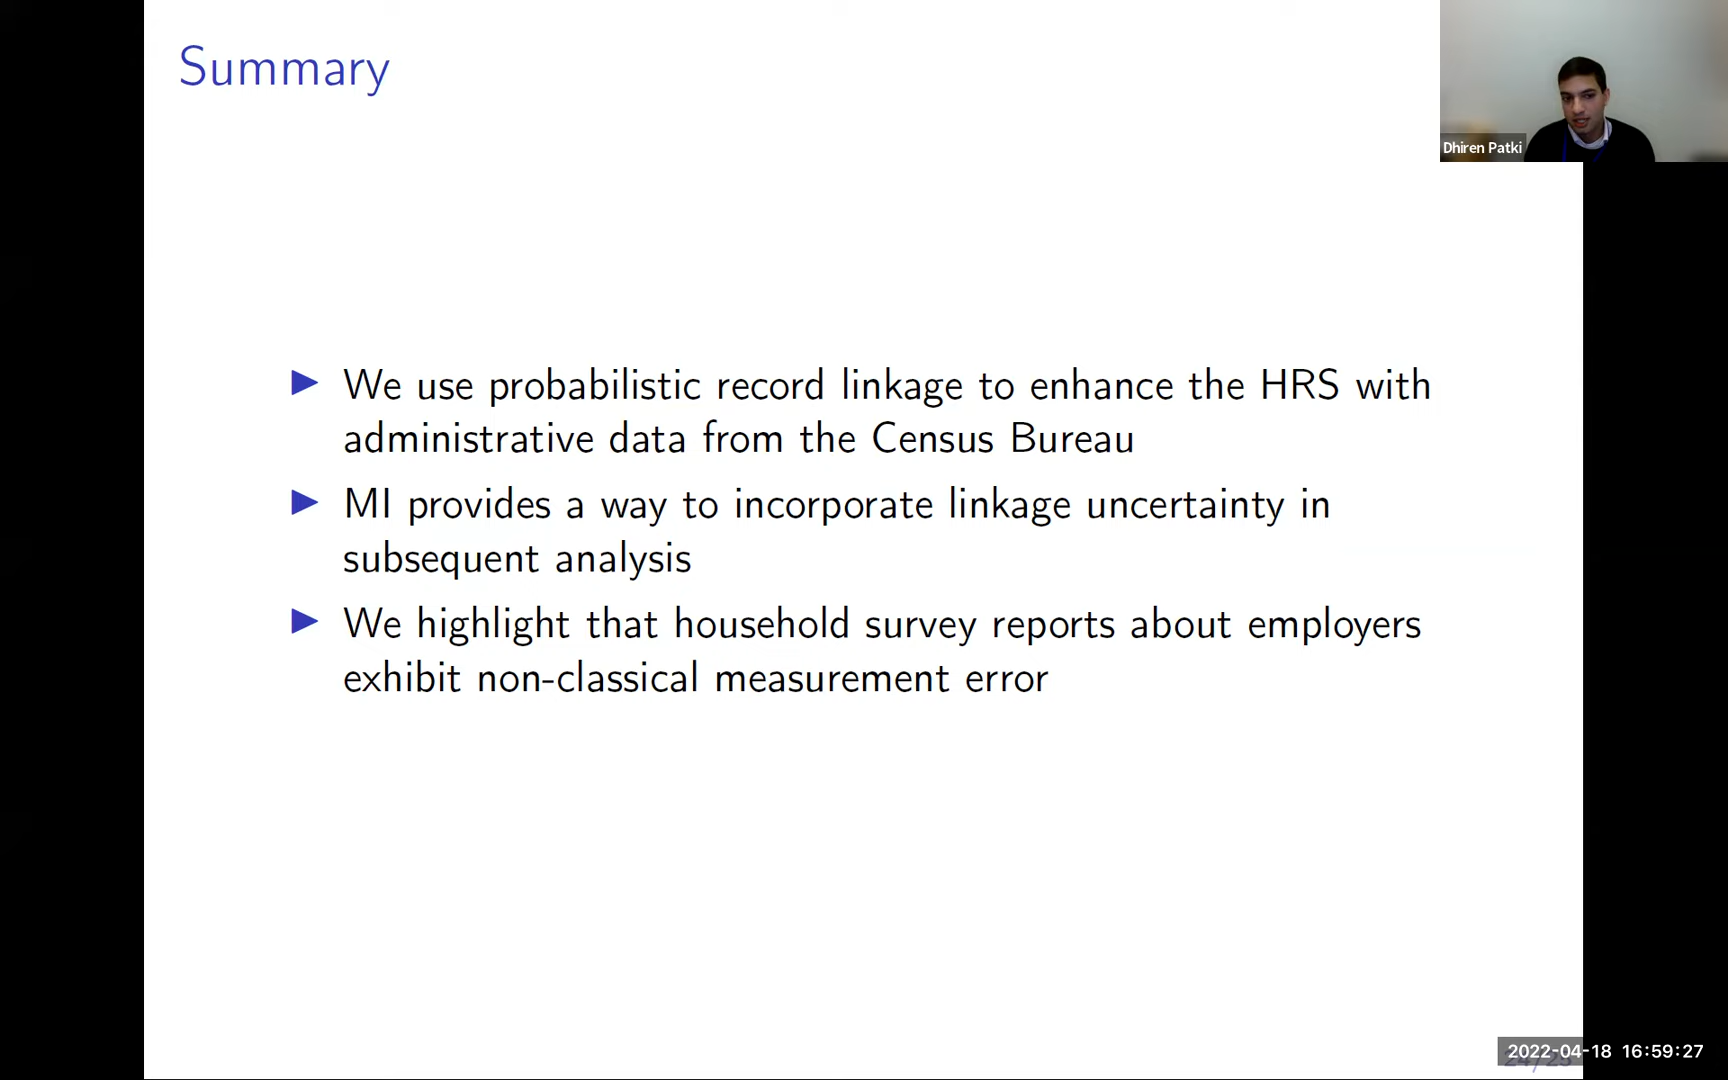 Summary
Dhiren Patki
We use probabilistic record linkage to enhance the HRS with
administrative data from the Census Bureau
MI provides a way to incorporate linkage uncertainty in
subsequent analysis
We highlight that household survey reports about employers
exhibit non-classical measurement error
2022-04-18 16:59:27